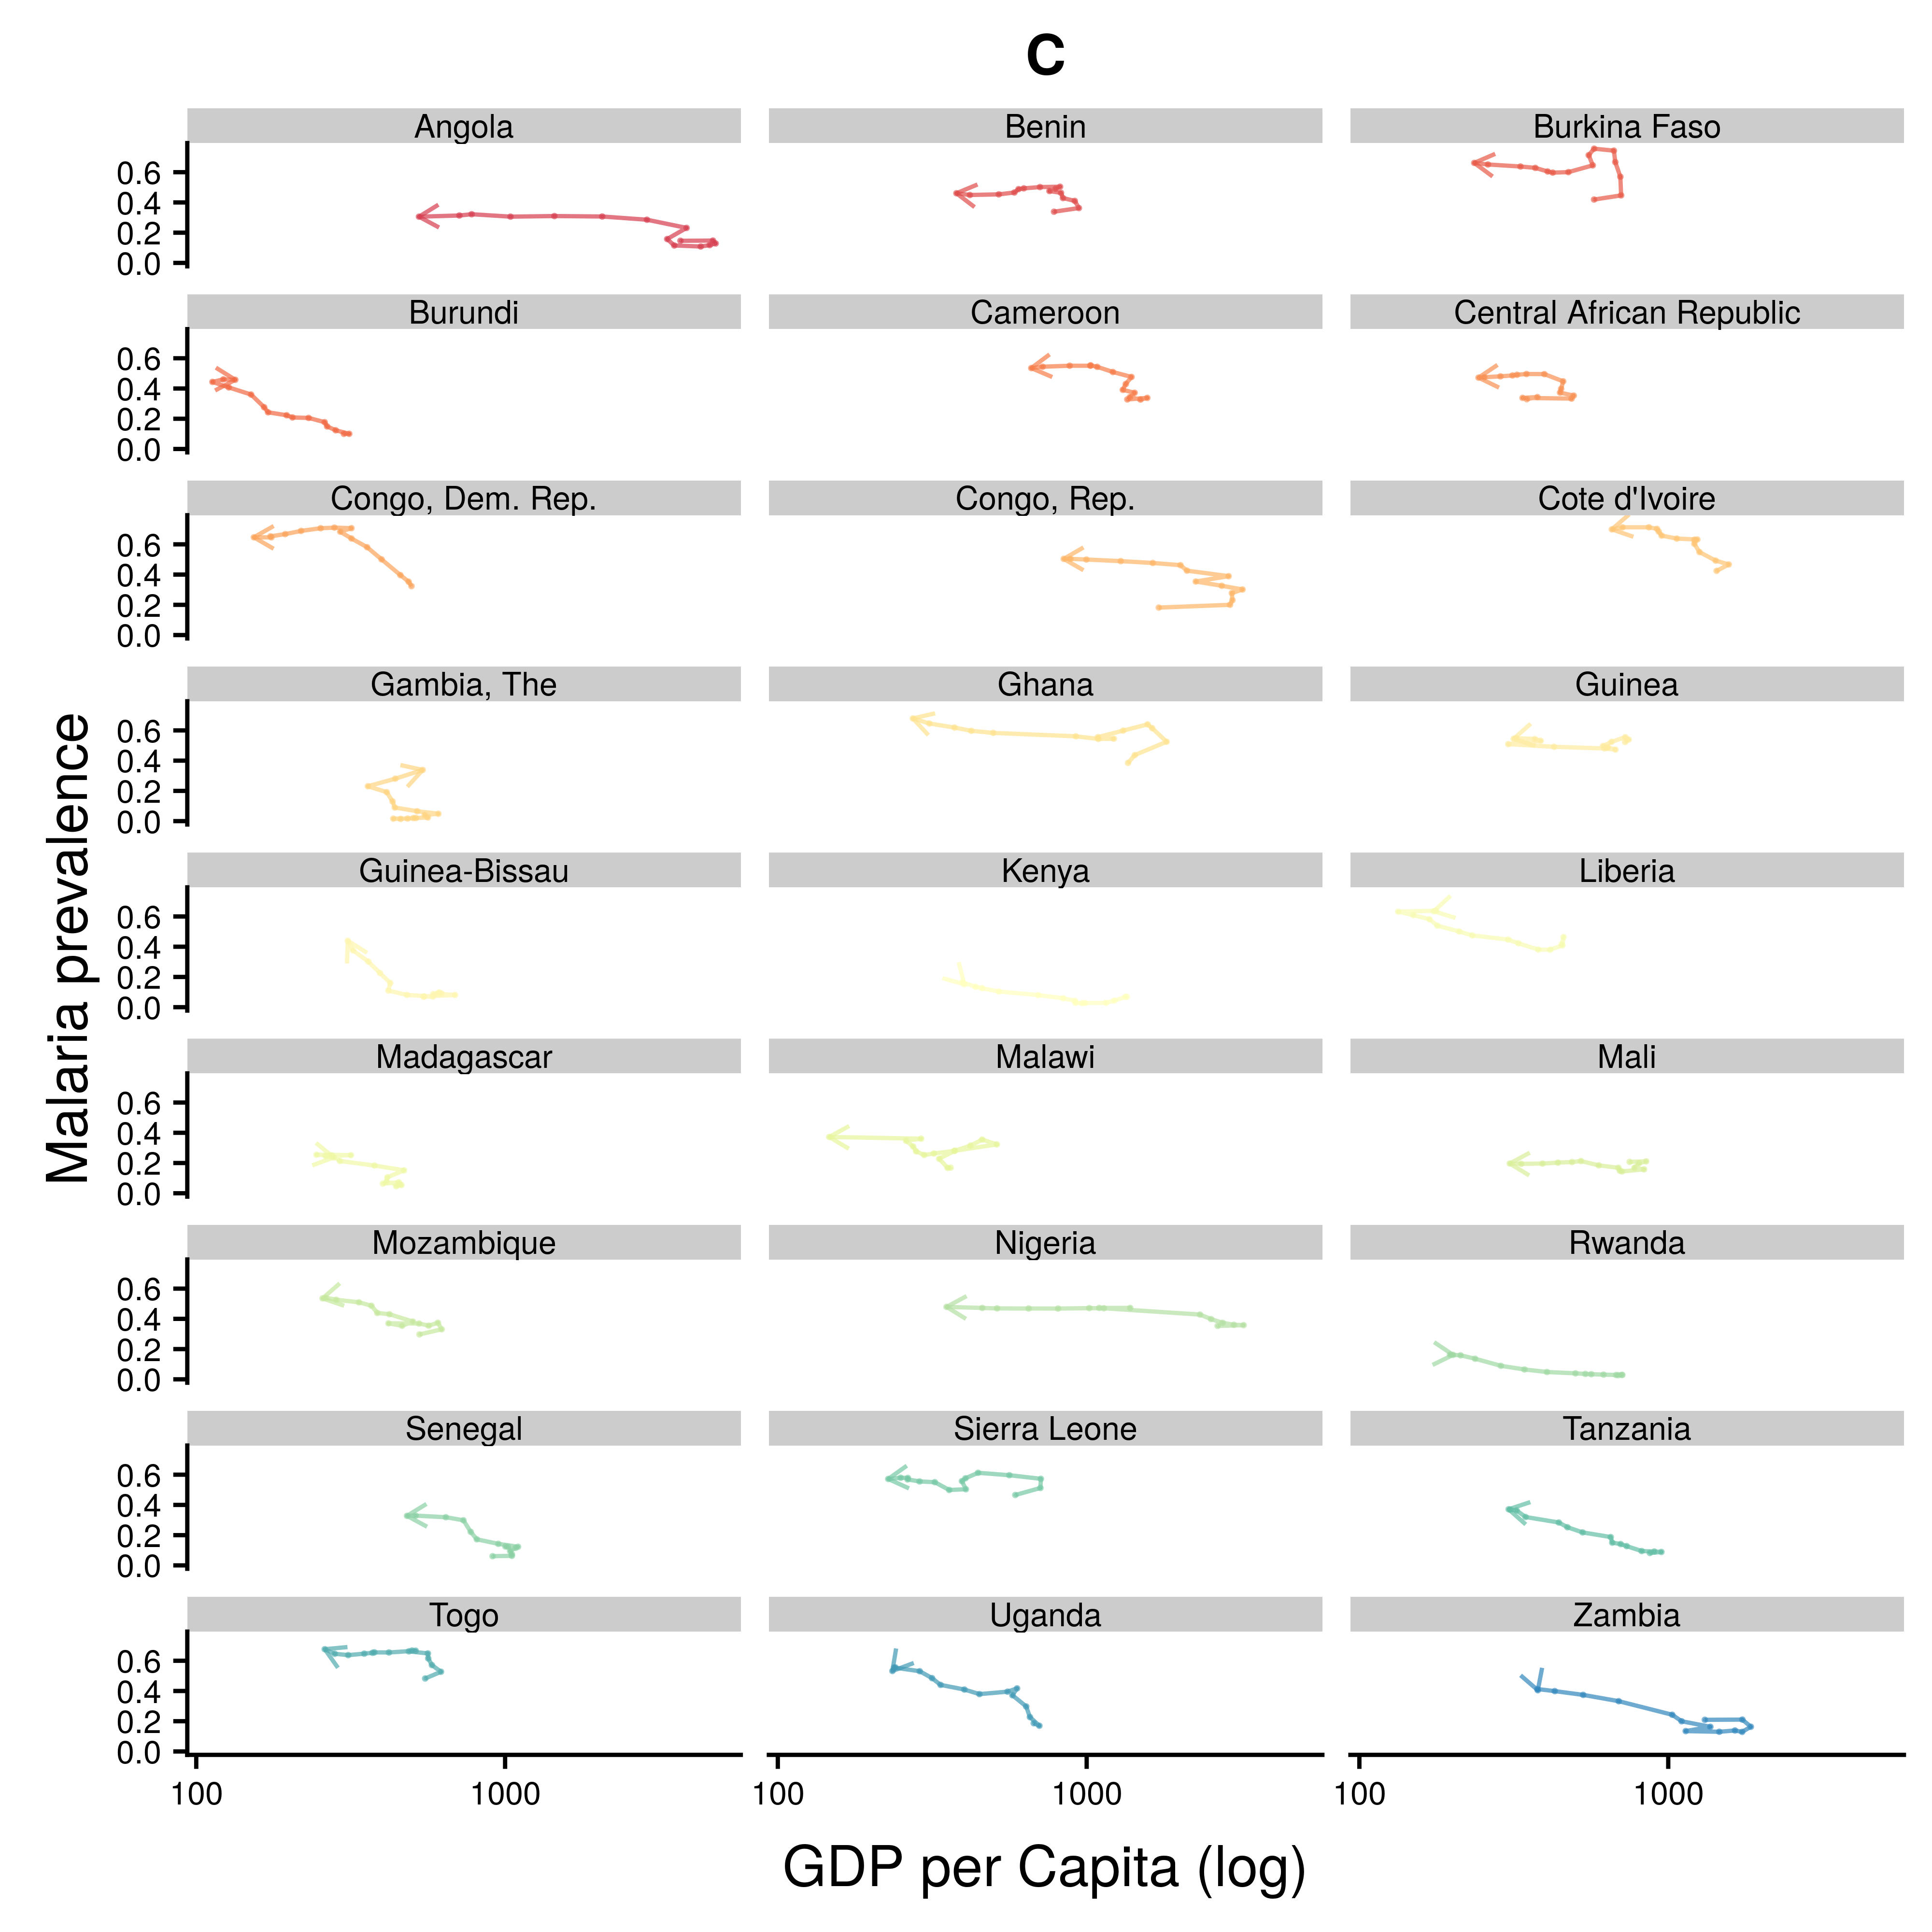 C
Angola Benin Burkina Faso
0.6
0.4
0.2
0.0
Burundi Cameroon Central African Republic
0.6
0.4
0.2
0.0
Congo, Dem. Rep. Congo, Rep. Cote d'Ivoire
0.6
0.4
0.2
0.0
Gambia, The Ghana Guinea
0.6
0.4
0.2
0.0
Guinea-Bissau Kenya Liberia
0.6
0.4
0.2
0.0
Madagascar Malawi Mali
0.6
0.4
0.2
0.0
Mozambique Nigeria Rwanda
0.6
0.4
0.2
0.0
Senegal Sierra Leone Tanzania
0.6
0.4
0.2
0.0
Togo Uganda Zambia
0.6
0.4
0.2
0.0
100 1000 100 1000 100 1000
Malaria prevalence
GDP per Capita (log)